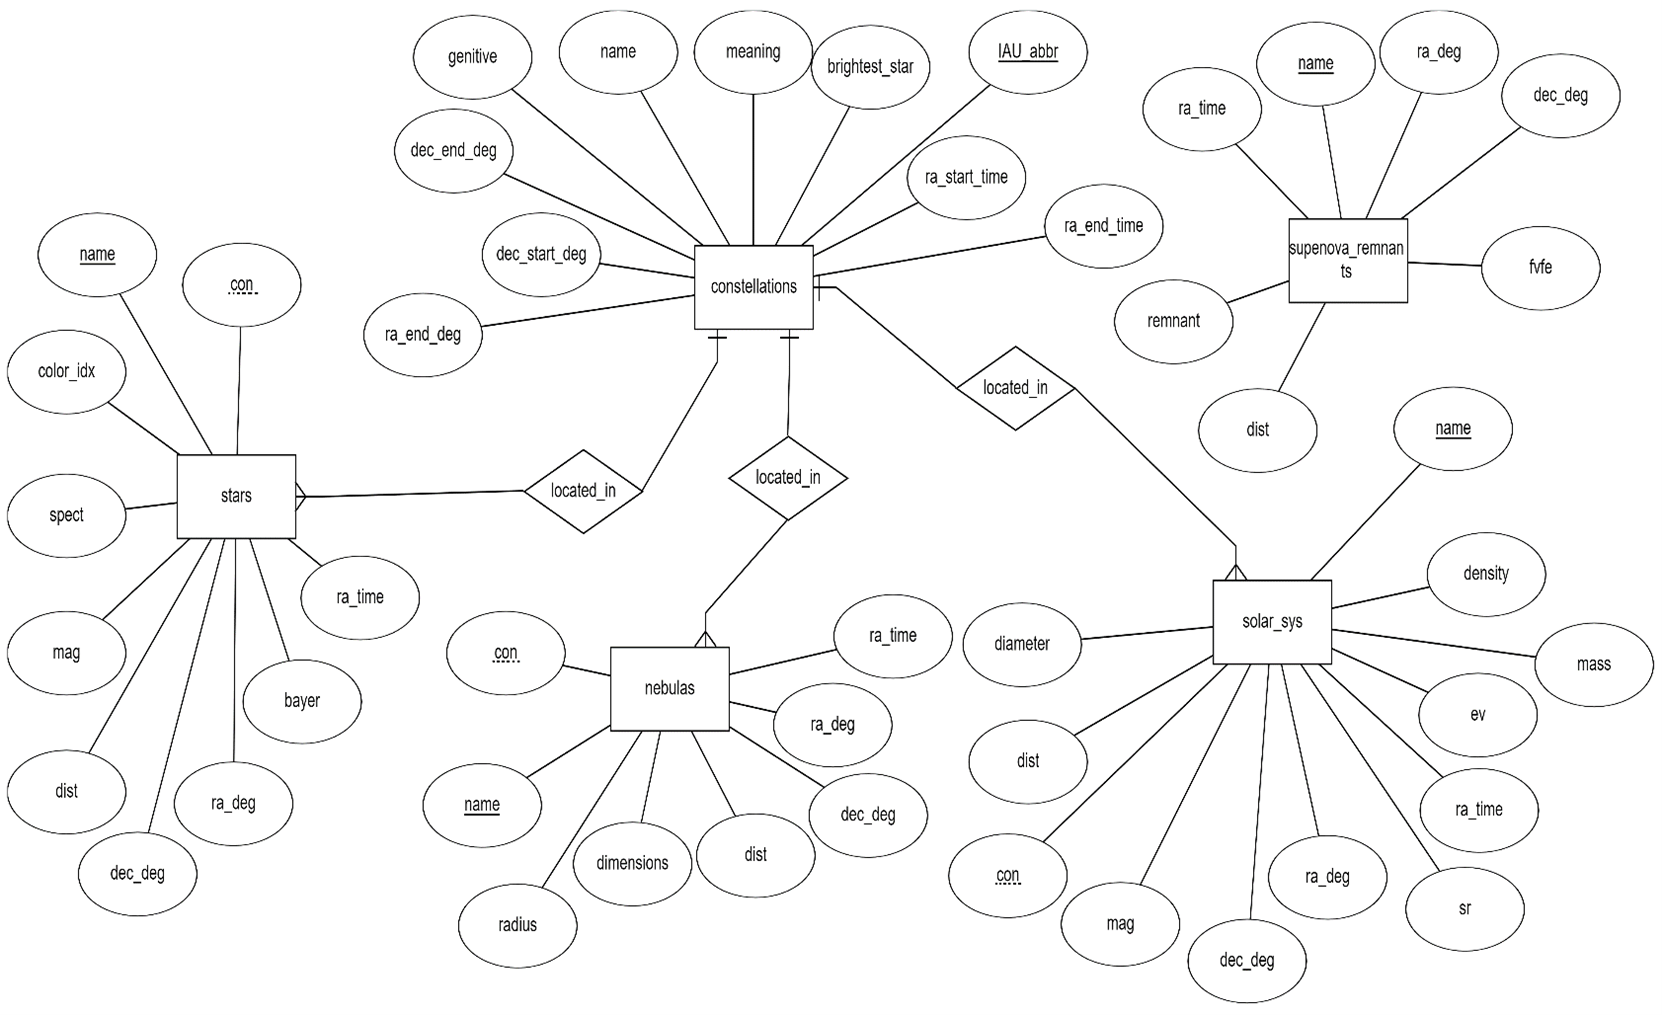 genitive
name
meaning
brightest_star
IAU_abbr
dec_end_deg
ra_start_time
ra_end_time
dec_start_deg
ra_end_deg
constellations
name
ra_deg
ra_time
dec_deg
supenova_remnan
ts
fvfe
remnant
dist
name
con
color_idx
stars
spect
mag
ra_time
bayer
dist
ra_deg
dec_deg
located_in
located_in
located_in
con
ra_time
nebulas
ra_deg
name
dec_deg
dimensions
dist
radius
name
density
solar_sys
diameter
mass
ev
dist
ra_time
con
ra_deg
mag
sr
dec_deg